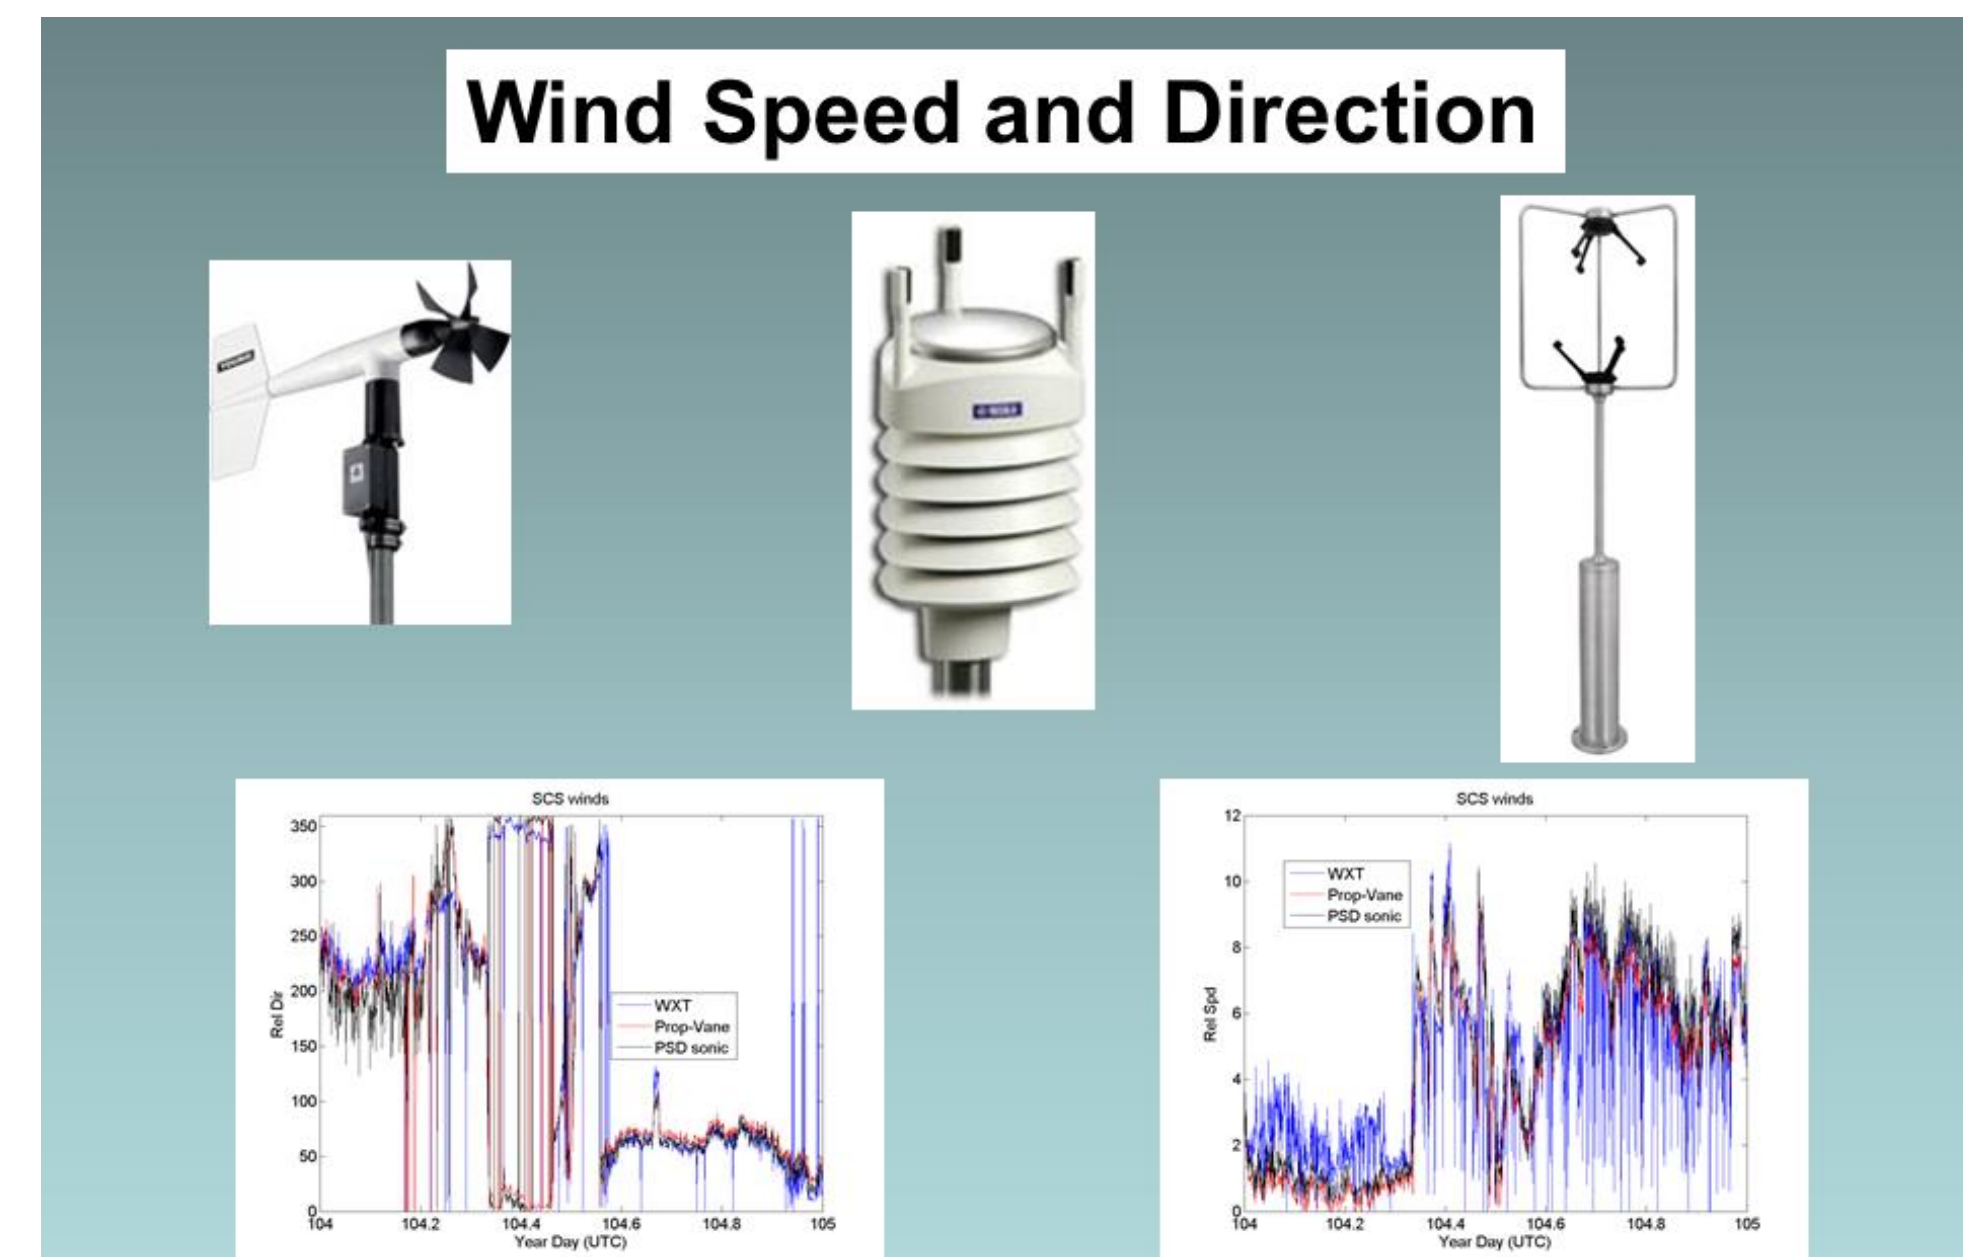 Wind Speed and Direction
YOUNG
SCS winds
350
300
250
200
150
100
50
0
Rel Dir
WXT
Prop-Vane
PSD sonic
104
104.2
104.4
104.6
104.8
105
Year Day (UTC)
SCS winds
12
10
8
6
4
2
0
Rel Spd
WXT
Prop-Vane
PSD sonic
104
104.2
104.4
104.6
104.8
105
Year Day (UTC)